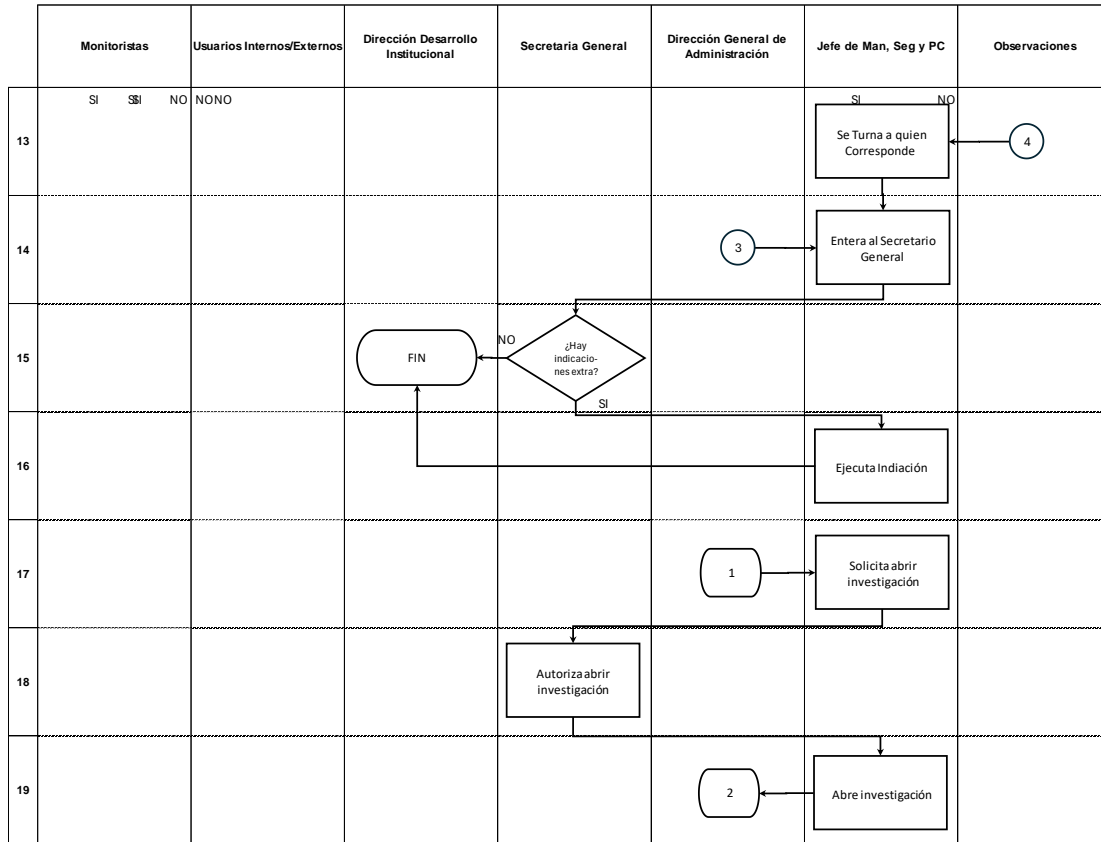 Monitoristas
Usuarios Internos/Externos
Dirección Desarrollo
Institucional
Secretaria General
Dirección General de
Administración
Jefe de Man, Seg y PC
Observaciones
SI
NO
NONO
SI
NO
13
Se Turna a quien
Corresponde
4
14
3
Entera al Secretario
General
15
FIN
NO
¿Hay
indicacio-
nes extra?
SI
16
Ejecuta Indiación
17
1
Solicita abrir
investigación
18
Autoriza abrir
investigación
19
2
Abre investigación